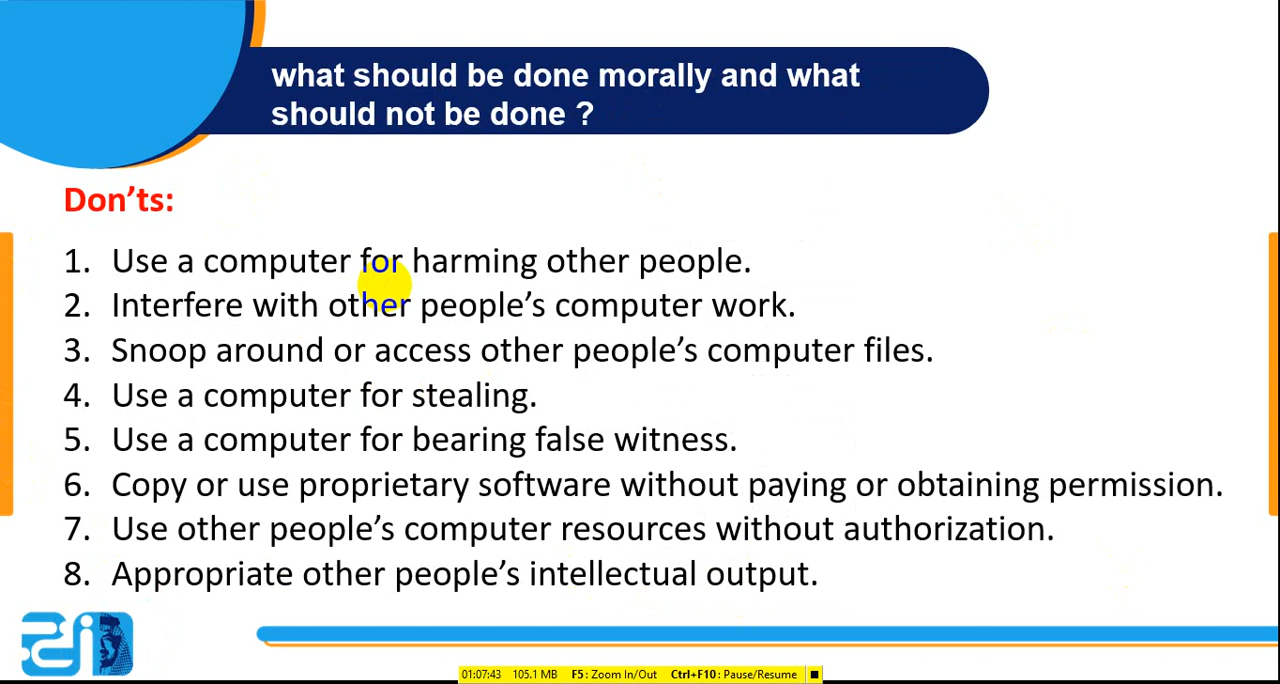 what should be done morally and what
should not be done ?
Don’ts:
1. Use a computer for harming other people.
2. Interfere with other people’s computer work.
3. Snoop around or access other people’s computer files.
4. Use a computer for stealing.
5. Use a computer for bearing false witness.
6. Copy or use proprietary software without paying or obtaining permission.
7. Use other people’s computer resources without authorization.
8. Appropriate other people’s intellectual output.
01:07:43 105.1 MB F5: Zoom In/Out Ctrl+F10: Pause/Resume